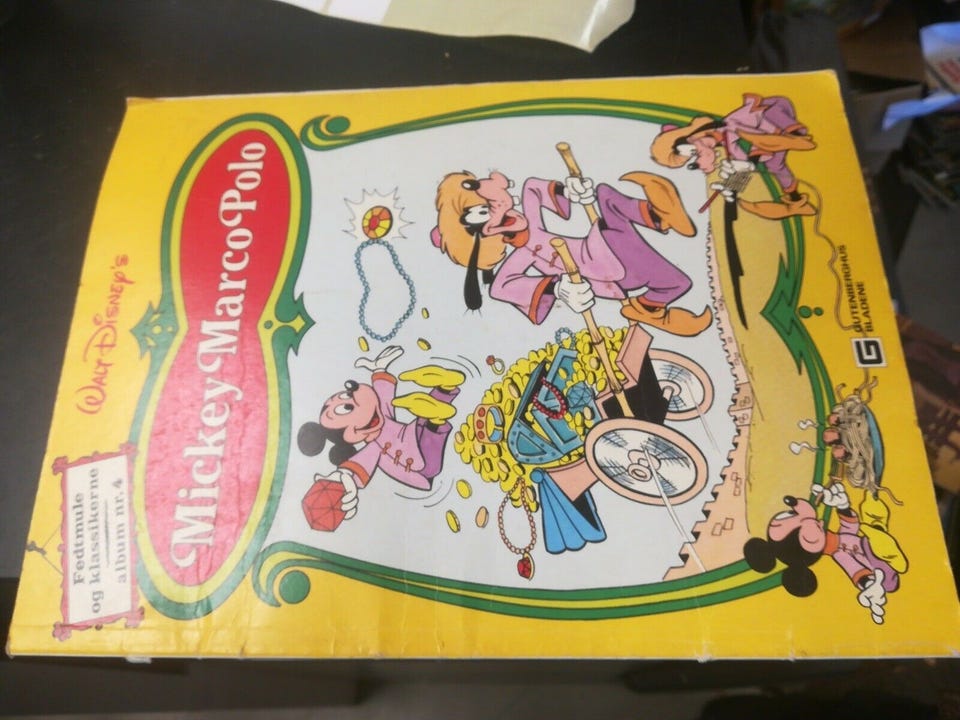 Walt Disney's
Fedtmule
og klassikerne
album nr. 4
Mickey Marco Polo
G
GUTENBERGHUS
BLADENE